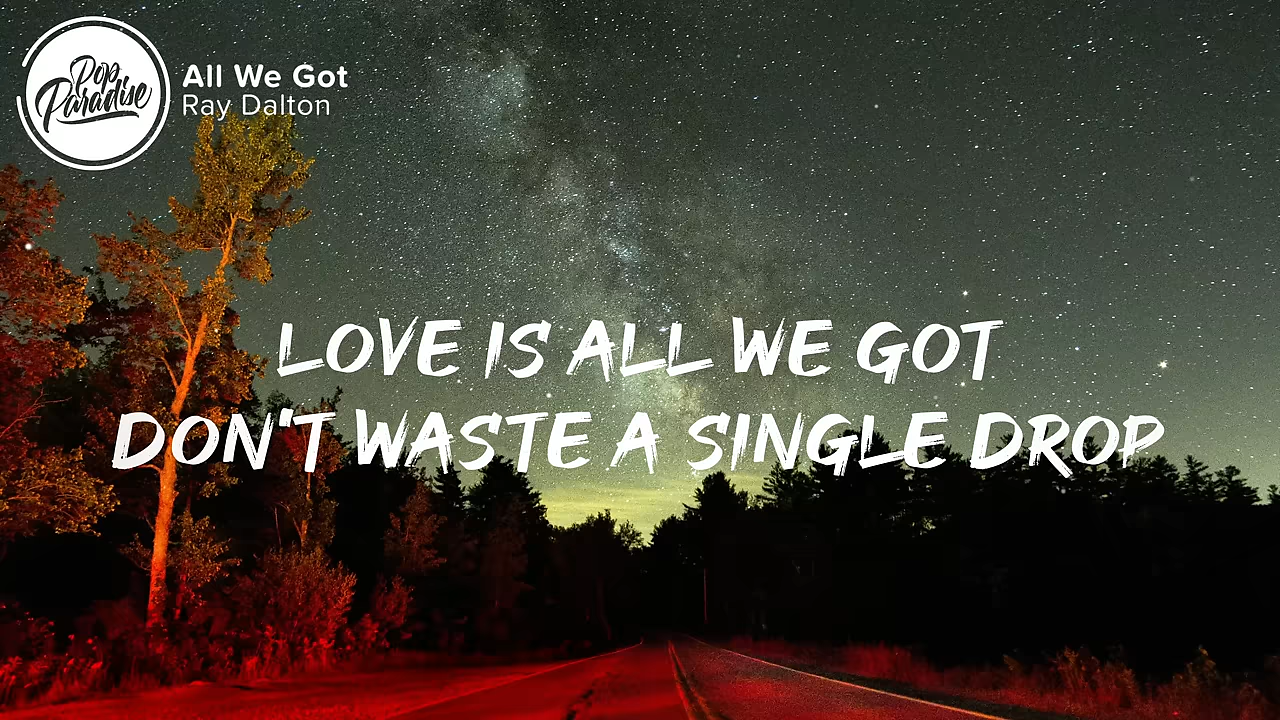 Pop
Paradise
All We Got
Ray Dalton
LOVE IS ALL WE GOT
DON'T WASTE A SINGLE DROP